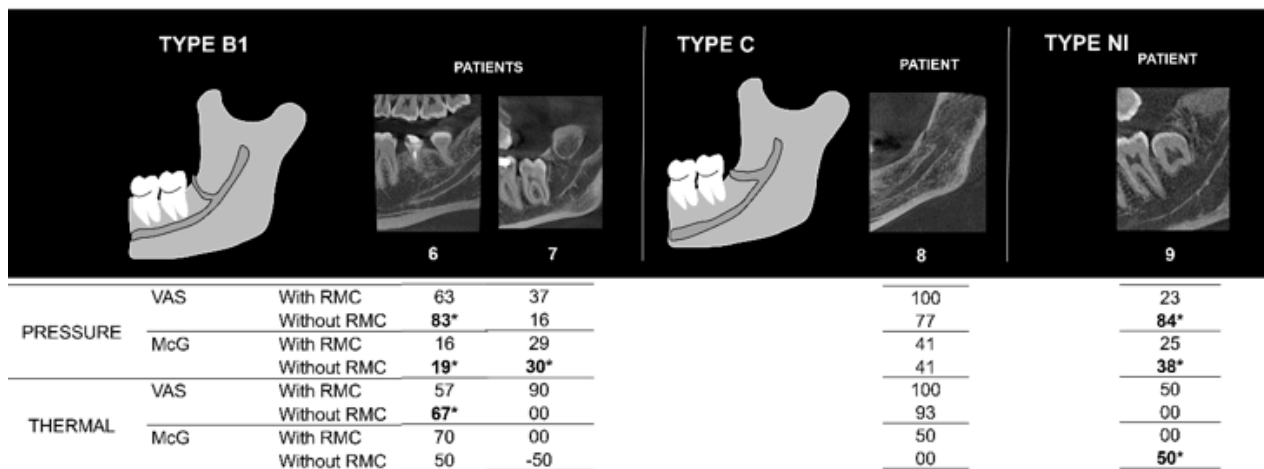 TYPE B1 TYPE C TYPE NI
PATIENTS PATIENT PATIENT
6 7 8 9
PRESSURE VAS With RMC 63 37 100 23
Without RMC 83* 16 77 84*
McG With RMC 16 29 41 25
Without RMC 19* 30* 41 38*
THERMAL VAS With RMC 57 90 100 50
Without RMC 67* 00 93 00
McG With RMC 70 00 50 00
Without RMC 50 -50 00 50*